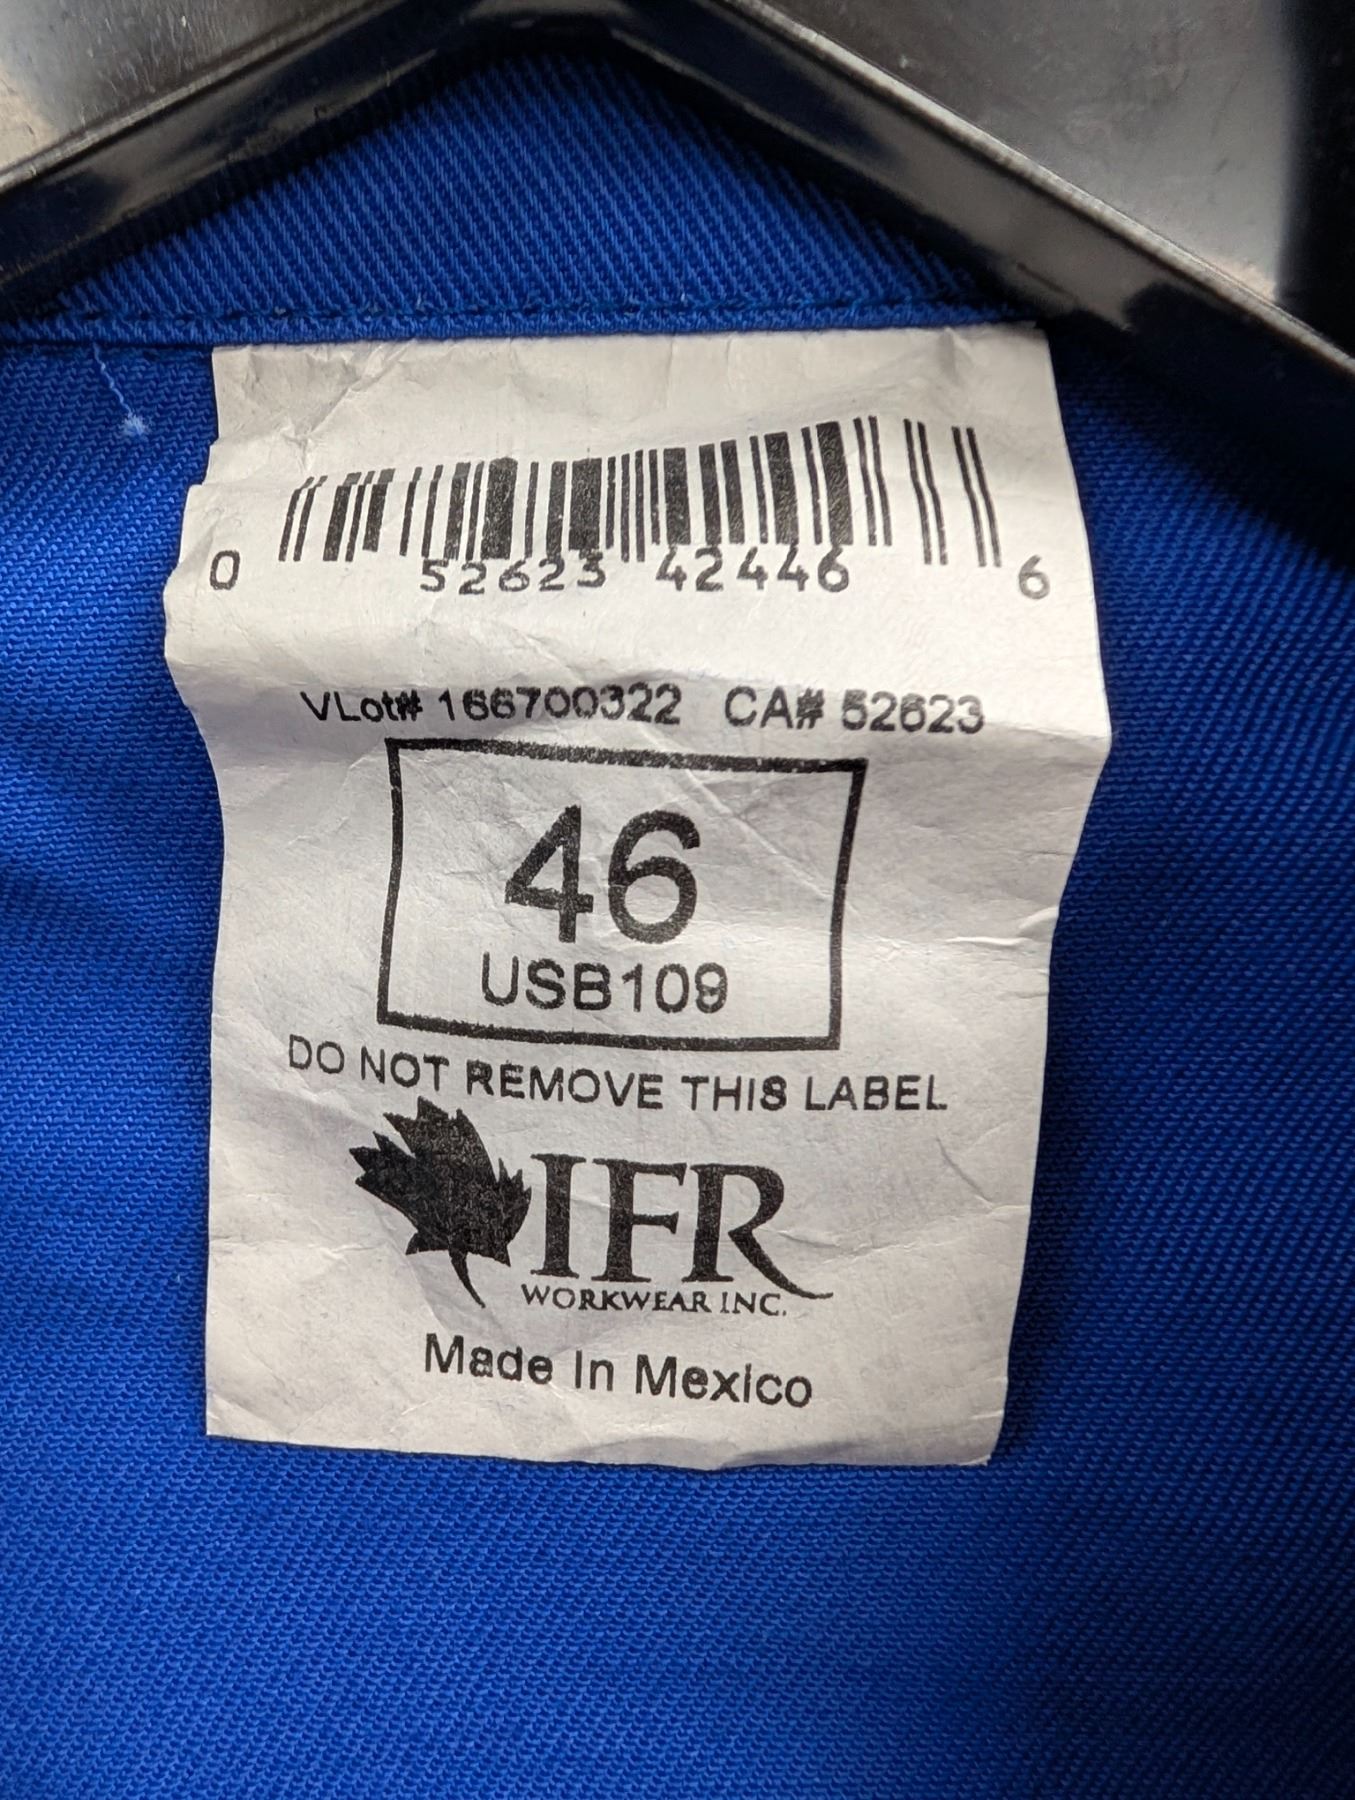 0 52623 42446 6
VLot# 166700322 CA# 52623
46
USB109
DO NOT REMOVE THIS LABEL
IFR
WORKWEAR INC.
Made In Mexico